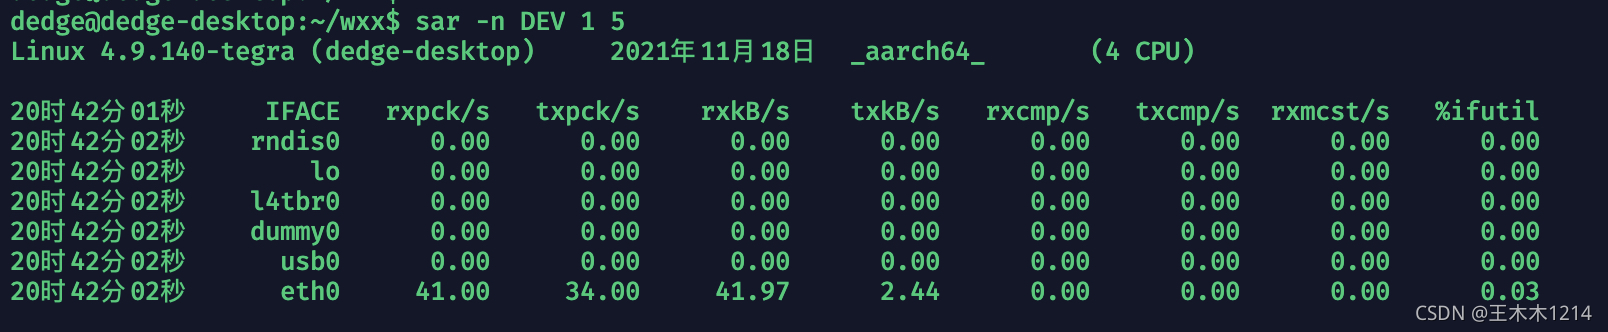 dedge@dedge-desktop:~/wxx$ sar -n DEV 1 5
Linux 4.9.140-tegra (dedge-desktop) 2021年11月18日 _aarch64_ (4 CPU)
20时42分01秒 IFACE rxpck/s txpck/s rxkB/s txkB/s rxcmp/s txcmp/s rxmcst/s %ifutil
20时42分02秒 rndis0 0.00 0.00 0.00 0.00 0.00 0.00 0.00 0.00
20时42分02秒 lo 0.00 0.00 0.00 0.00 0.00 0.00 0.00 0.00
20时42分02秒 l4tbr0 0.00 0.00 0.00 0.00 0.00 0.00 0.00 0.00
20时42分02秒 dummy0 0.00 0.00 0.00 0.00 0.00 0.00 0.00 0.00
20时42分02秒 usb0 0.00 0.00 0.00 0.00 0.00 0.00 0.00 0.00
20时42分02秒 eth0 41.00 34.00 41.97 2.44 0.00 0.00 0.00 0.03
CSDN @王木木1214